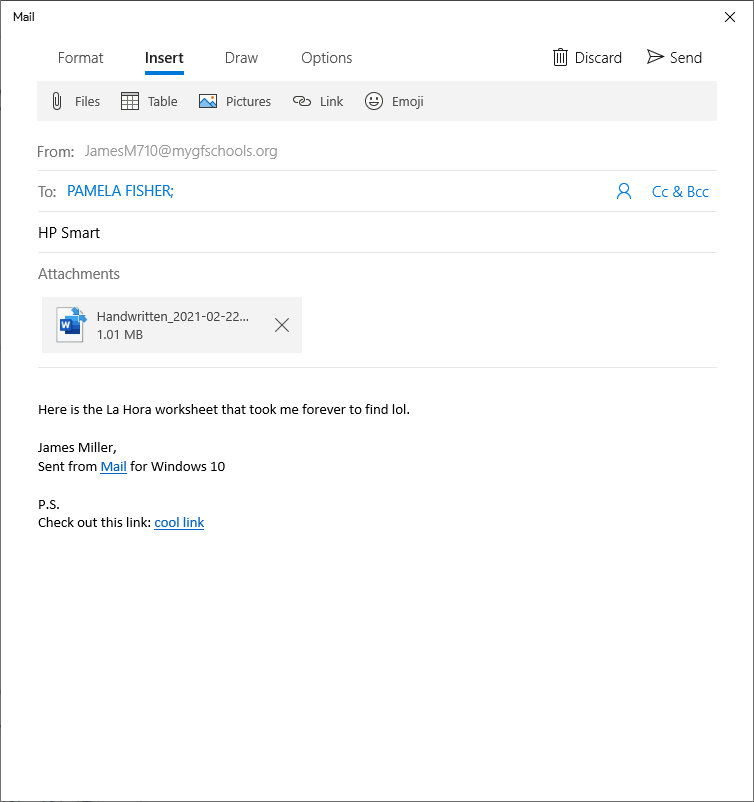 Mail
Format Insert Draw Options Discard Send
Files Table Pictures Link Emoji
From: JamesM710@mygfschools.org
To: PAMELA FISHER; Cc & Bcc
HP Smart
Attachments
W Handwritten_2021-02-22...
1.01 MB
Here is the La Hora worksheet that took me forever to find lol.
James Miller,
Sent from Mail for Windows 10
P.S.
Check out this link: cool link